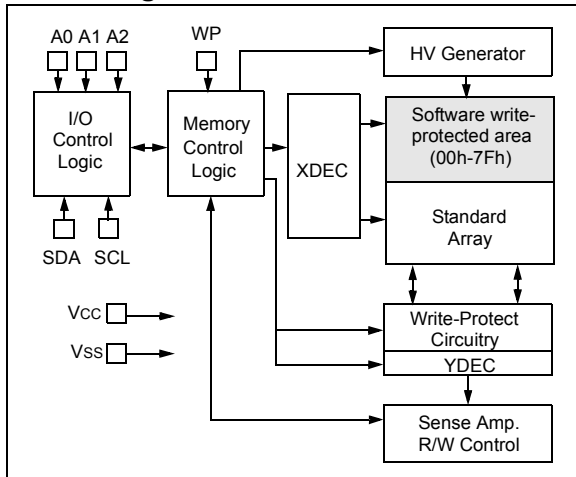 A0 A1 A2
WP
HV Generator
I/O
Control
Logic
Memory
Control
Logic
XDEC
Software write-
protected area
(00h-7Fh)
Standard
Array
SDA SCL
VCC
VSS
Write-Protect
Circuitry
YDEC
Sense Amp.
R/W Control